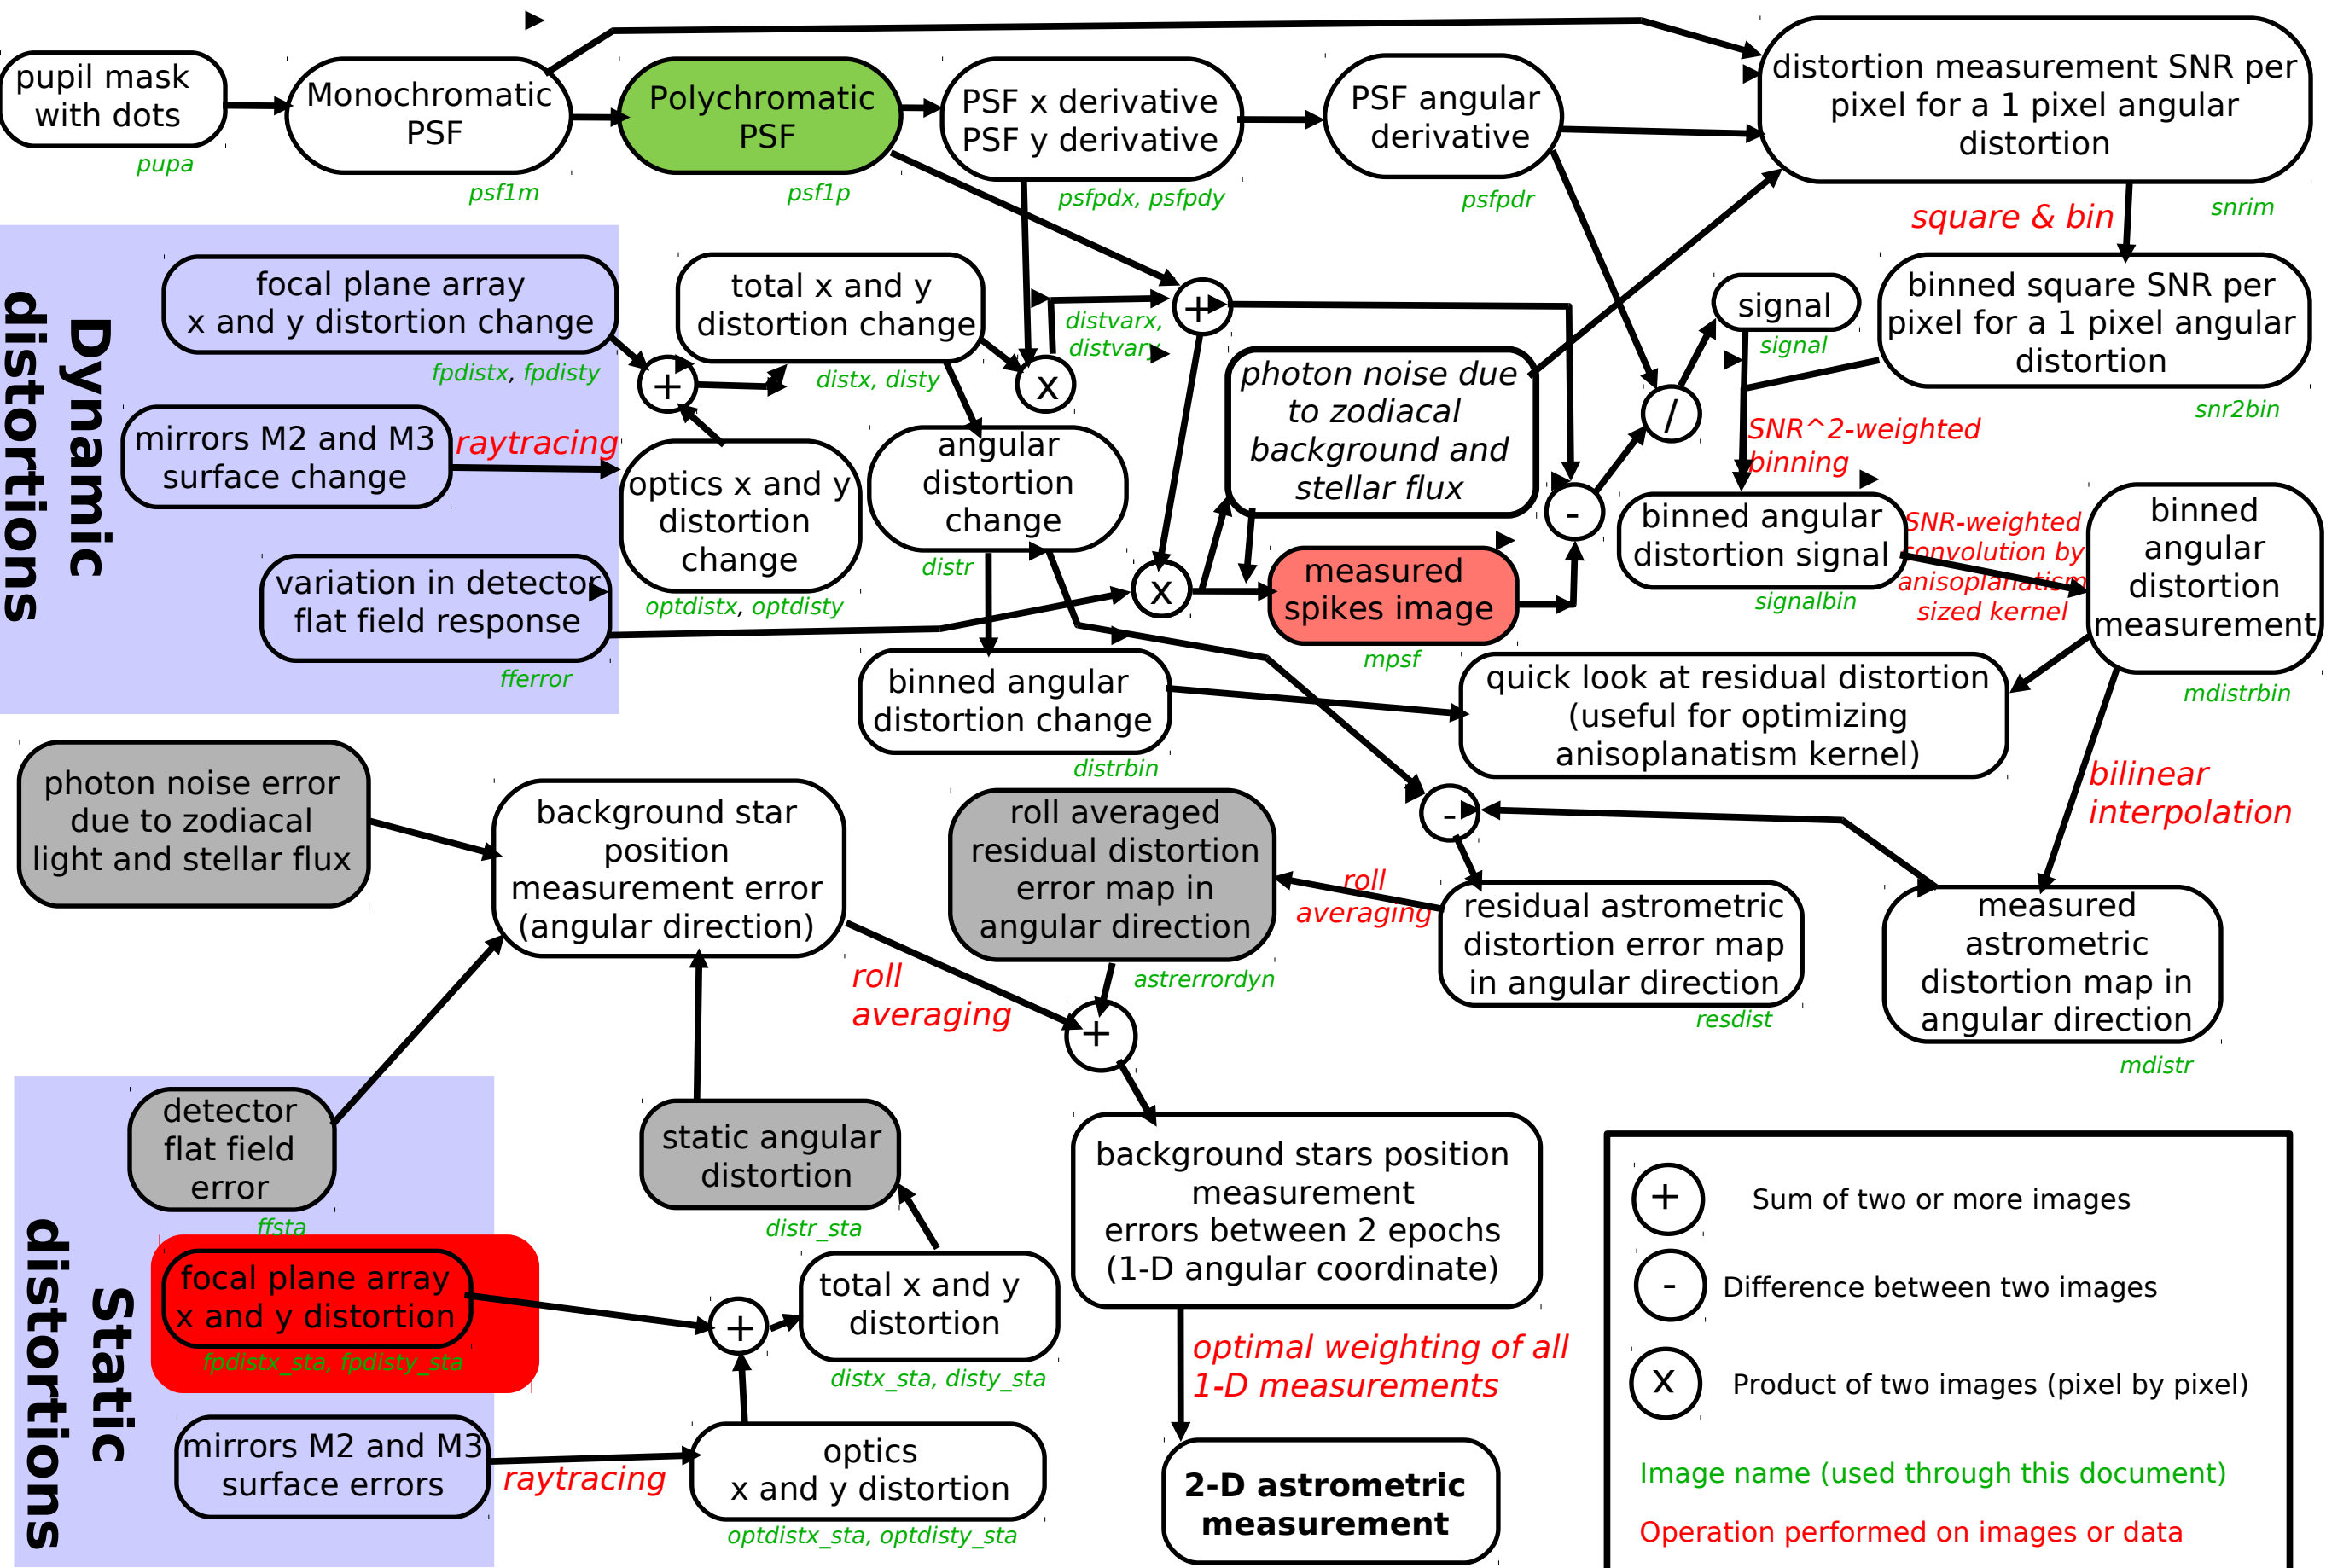 pupil mask
with dots
pupa
Monochromatic
PSF
psf1m
Polychromatic
PSF
psf1p
PSF x derivative
PSF y derivative
psfpdx, psfpdy
PSF angular
derivative
psfpdr
distortion measurement SNR per
pixel for a 1 pixel angular
distortion
snrim
square & bin
Dynamic
distortions
focal plane array
x and y distortion change
fpdistx, fpdisty
mirrors M2 and M3
surface change
raytracing
variation in detector
flat field response
fferror
+
total x and y
distortion change
distx, disty
optics x and y
distortion
change
optdistx, optdisty
x
distvarx,
distvary
+
angular
distortion
change
distr
photon noise due
to zodiacal
background and
stellar flux
x
measured
spikes image
mpsf
-
/
signal
signal
binned square SNR per
pixel for a 1 pixel angular
distortion
snr2bin
SNR^2-weighted
binning
binned angular
distortion signal
signalbin
SNR-weighted
convolution by
anisoplanatism
sized kernel
binned
angular
distortion
measurement
mdistrbin
binned angular
distortion change
distrbin
quick look at residual distortion
(useful for optimizing
anisoplanatism kernel)
bilinear
interpolation
photon noise error
due to zodiacal
light and stellar flux
background star
position
measurement error
(angular direction)
roll
averaging
roll averaged
residual distortion
error map in
angular direction
astrerrordyn
roll
averaging
-
residual astrometric
distortion error map
in angular direction
resdist
measured
astrometric
distortion map in
angular direction
mdistr
+
Static
distortions
detector
flat field
error
ffsta
focal plane array
x and y distortion
fpdistx_sta, fpdisty_sta
mirrors M2 and M3
surface errors
raytracing
static angular
distortion
distr_sta
+
total x and y
distortion
distx_sta, disty_sta
optics
x and y distortion
optdistx_sta, optdisty_sta
background stars position
measurement
errors between 2 epochs
(1-D angular coordinate)
optimal weighting of all
1-D measurements
2-D astrometric
measurement
+ Sum of two or more images
- Difference between two images
x Product of two images (pixel by pixel)
Image name (used through this document)
Operation performed on images or data